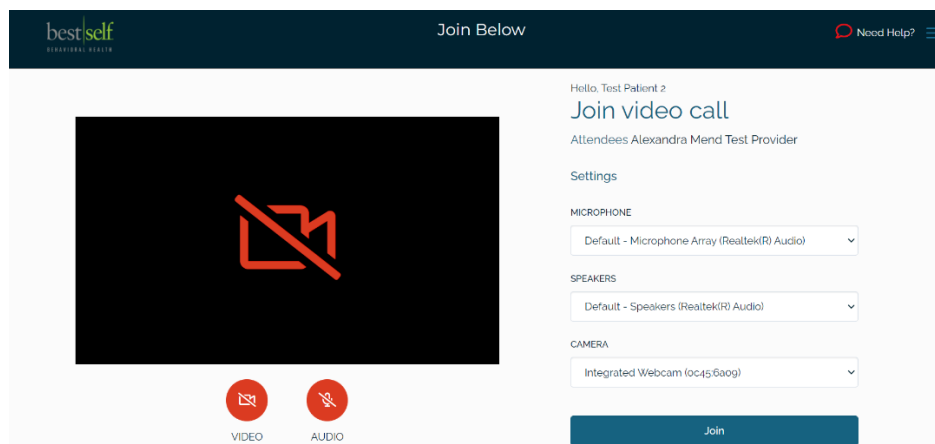 best|self
BEHAVIORAL HEALTH
Join Below
Need Help?
Hello, Test Patient 2
Join video call
Attendees Alexandra Mend Test Provider
Settings
MICROPHONE
Default - Microphone Array (Realtek(R) Audio)
SPEAKERS
Default - Speakers (Realtek(R) Audio)
CAMERA
Integrated Webcam (0c45:6a09)
Join
VIDEO
AUDIO